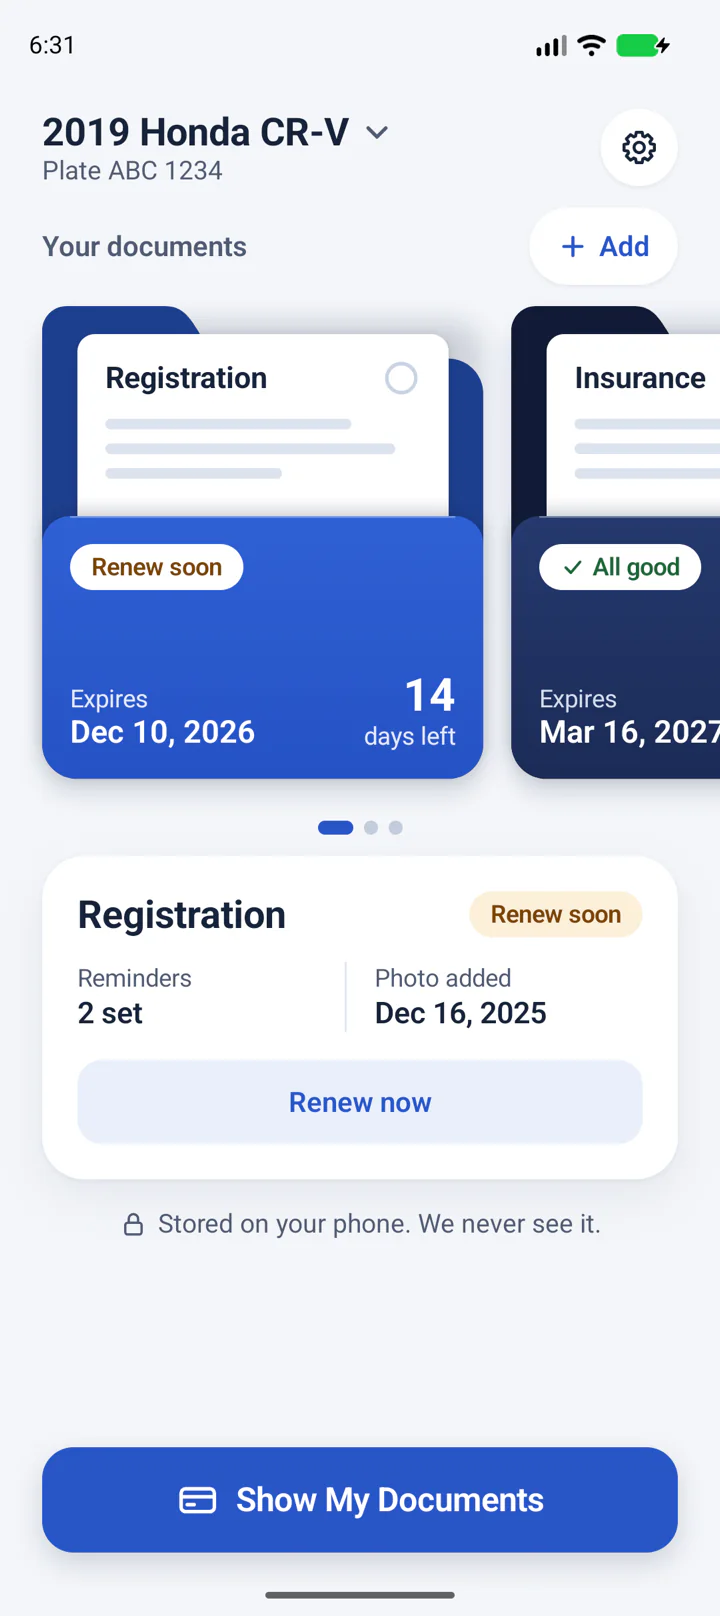 6:31
2019 Honda CR-V
Plate ABC 1234
Your documents
+ Add
Registration
Renew soon
Expires
Dec 10, 2026
14
days left
Insurance
All good
Expires
Mar 16, 2027
Registration
Renew soon
Reminders
2 set
Photo added
Dec 16, 2025
Renew now
Stored on your phone. We never see it.
Show My Documents